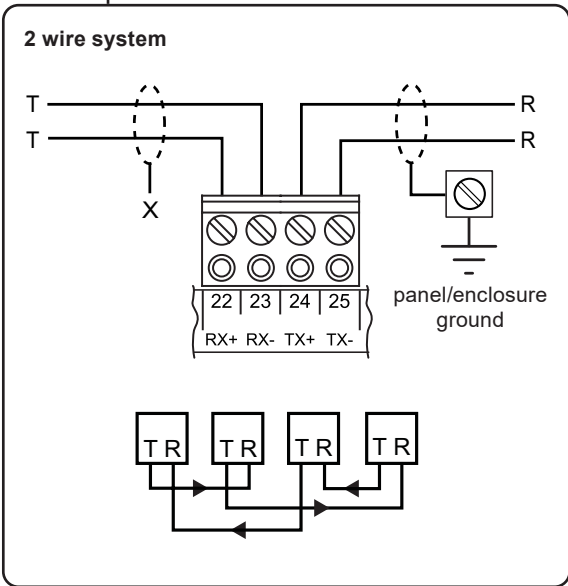 2 wire system
T R
T R
X
22 23 24 25
panel/enclosure
ground
RX+ RX- TX+ TX-
T R T R T R T R